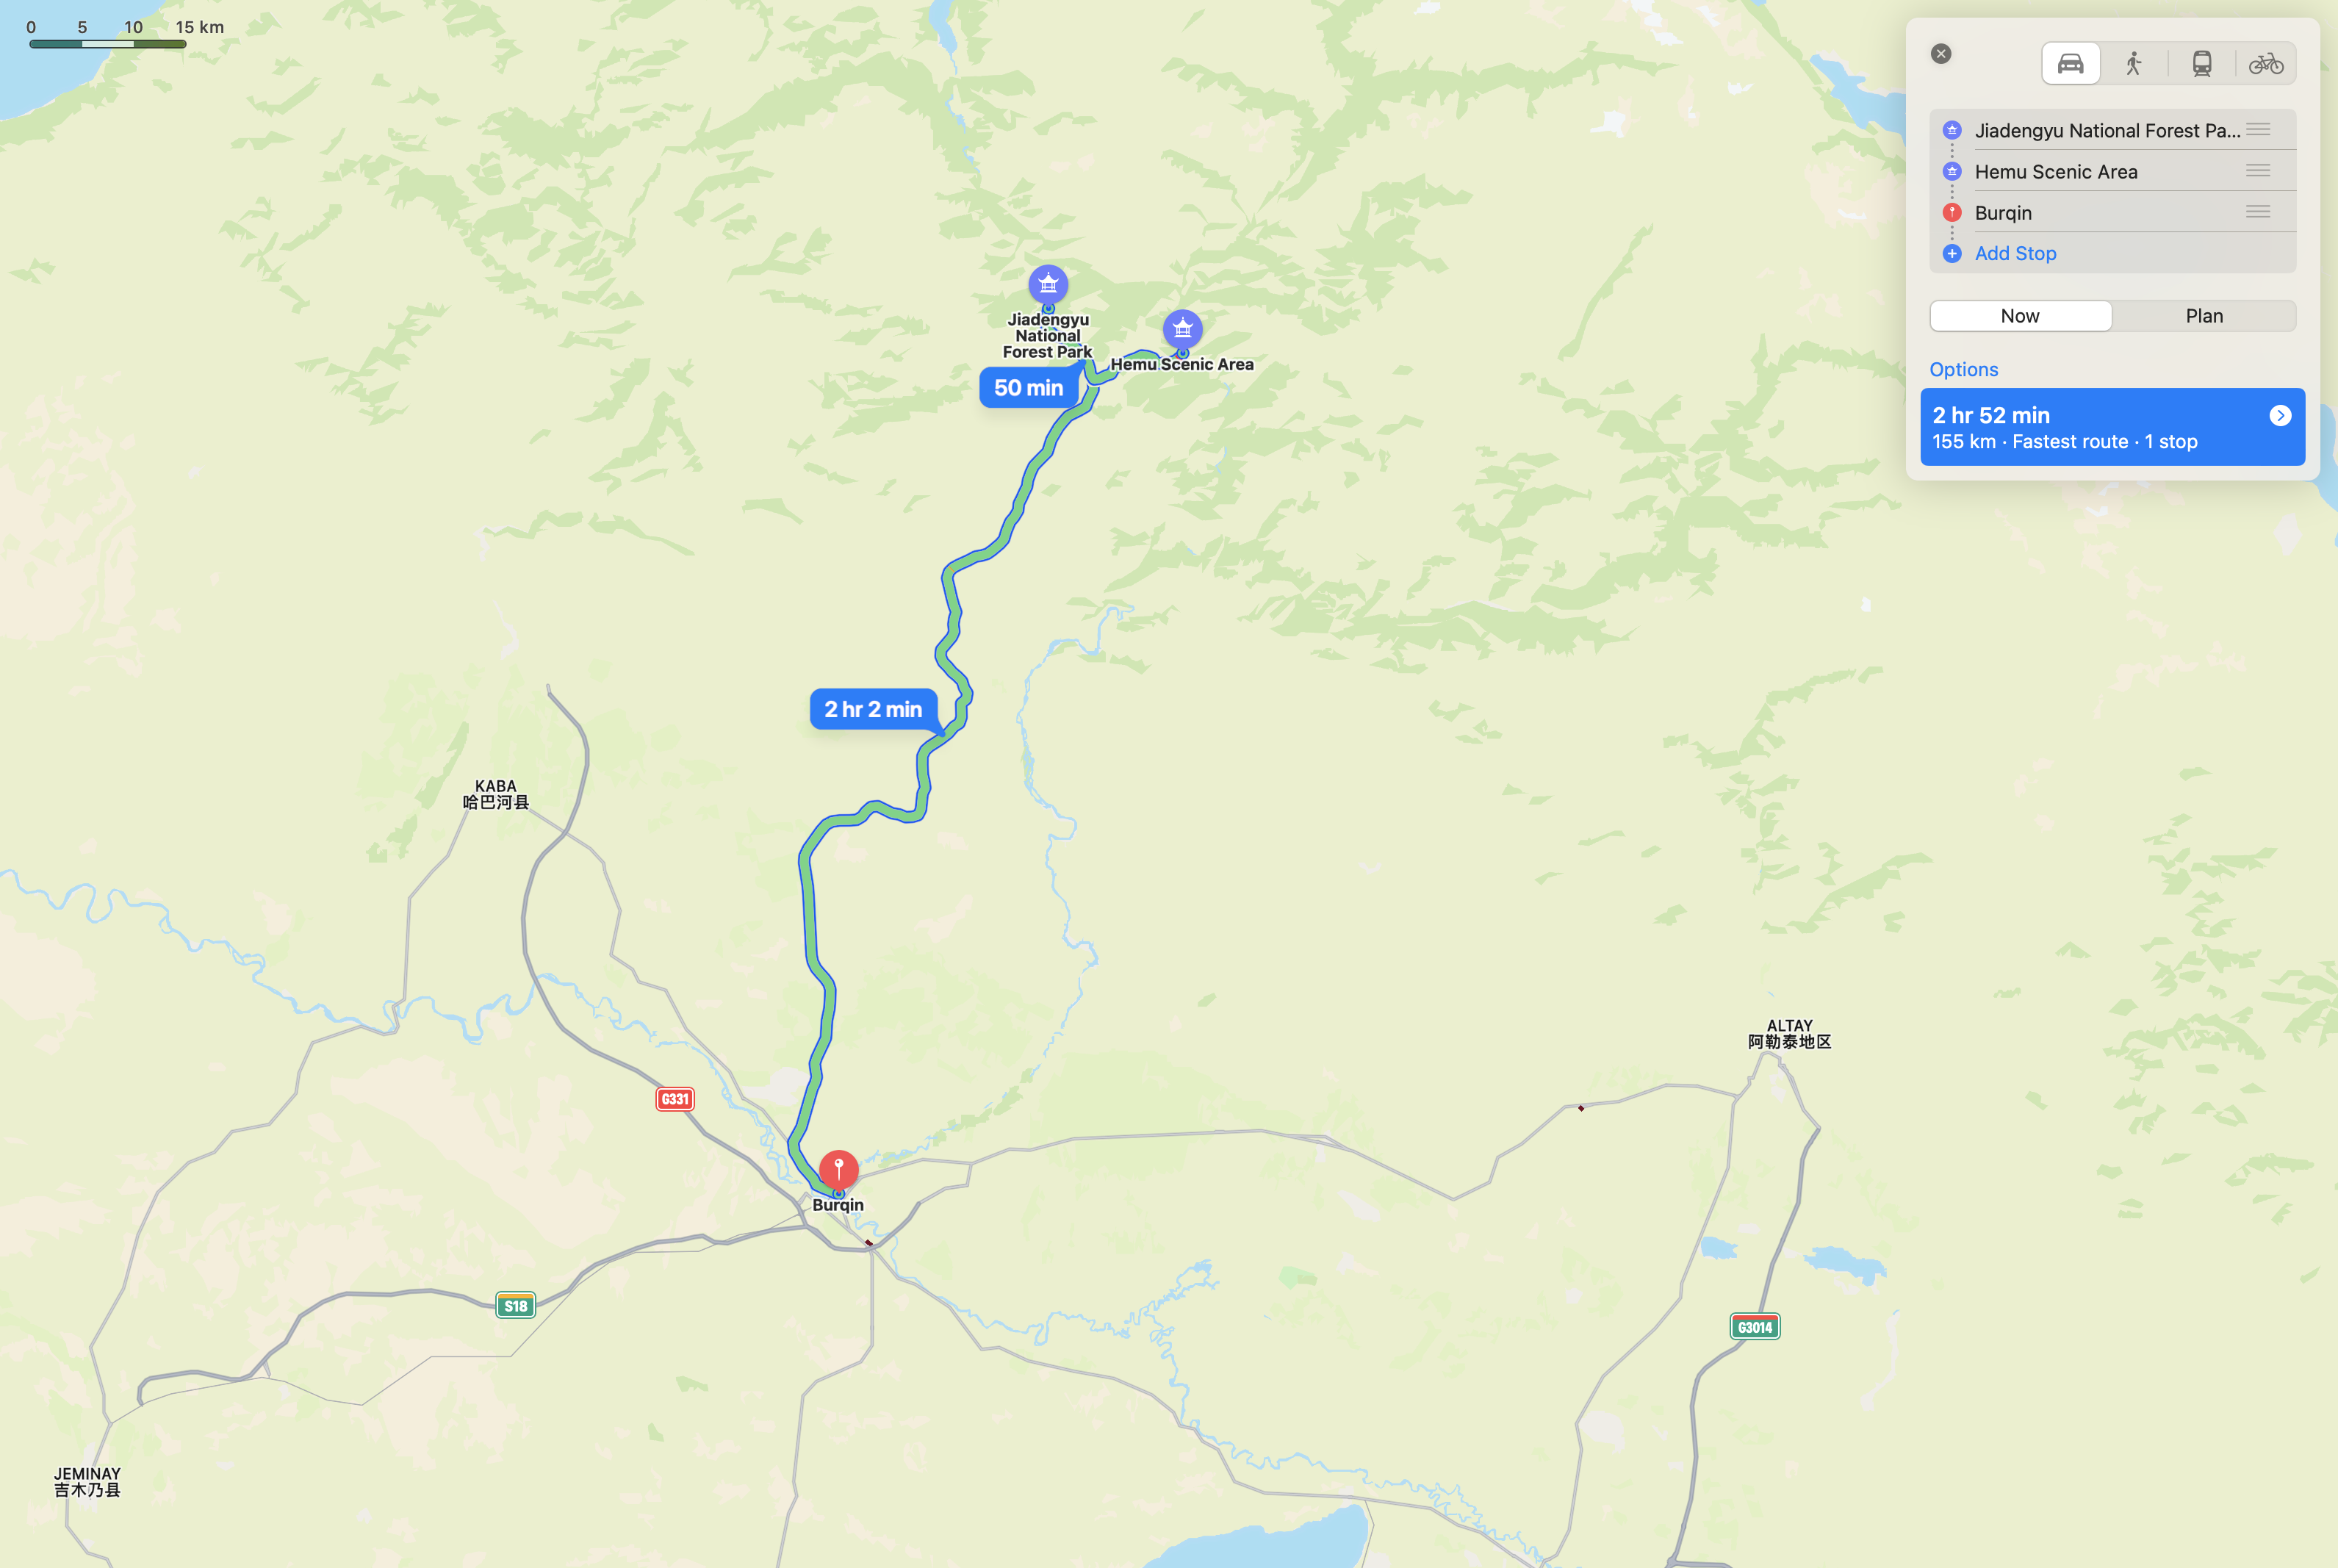 0 5 10 15 km
Jiadengyu National Forest Pa...
Hemu Scenic Area
Burqin
Add Stop
Now Plan
Options
2 hr 52 min
155 km · Fastest route · 1 stop
Jiadengyu
National
Forest Park
Hemu Scenic Area
50 min
2 hr 2 min
KABA
哈巴河县
ALTAY
阿勒泰地区
G331
Burqin
S18
G3014
JEMINAY
吉木乃县